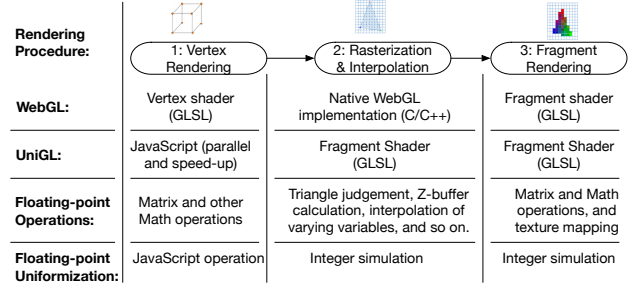 Rendering
Procedure:
1: Vertex
Rendering
2: Rasterization
& Interpolation
3: Fragment
Rendering
WebGL:
Vertex shader
(GLSL)
Native WebGL
implementation (C/C++)
Fragment shader
(GLSL)
UniGL:
JavaScript (parallel
and speed-up)
Fragment Shader
(GLSL)
Fragment Shader
(GLSL)
Floating-point
Operations:
Matrix and other
Math operations
Triangle judgement, Z-buffer
calculation, interpolation of
varying variables, and so on.
Matrix and Math
operations, and
texture mapping
Floating-point
Uniformization:
JavaScript operation
Integer simulation
Integer simulation